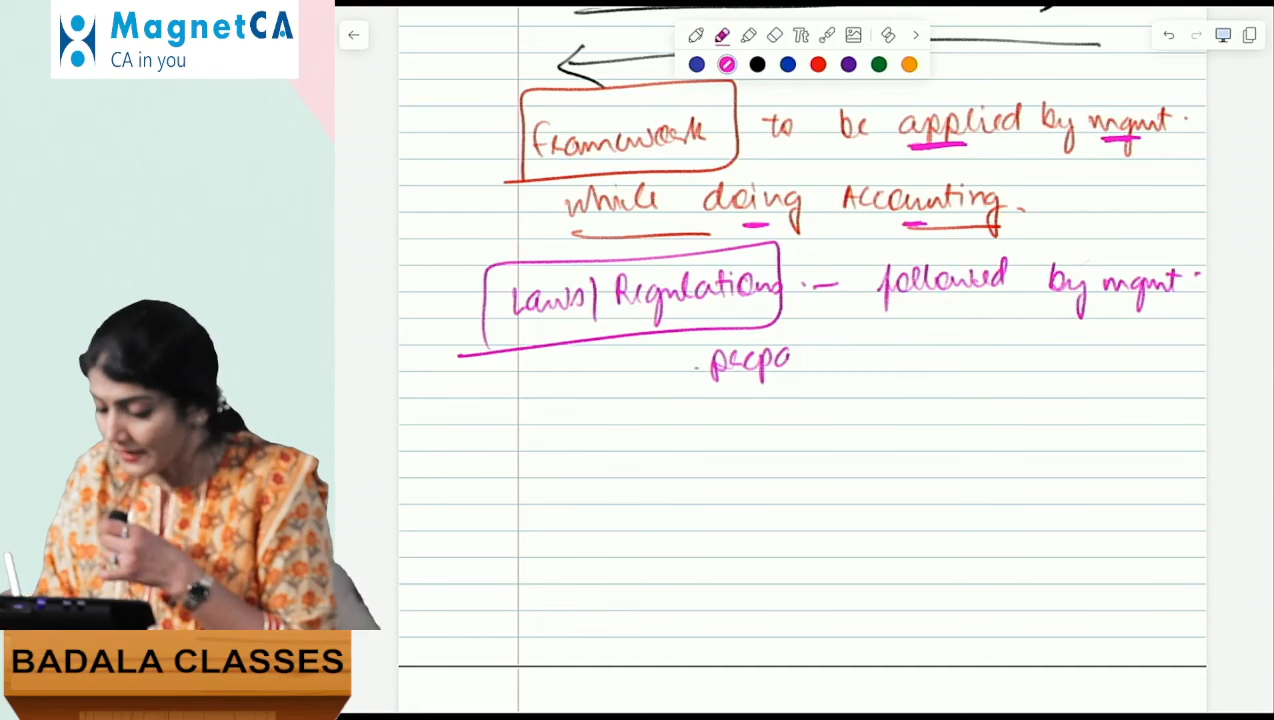 MagnetCA
CA in you
Framework to be applied by mgmt.
while doing Accounting.
Laws/Regulations :- followed by mgmt.
prepa
BADALA CLASSES